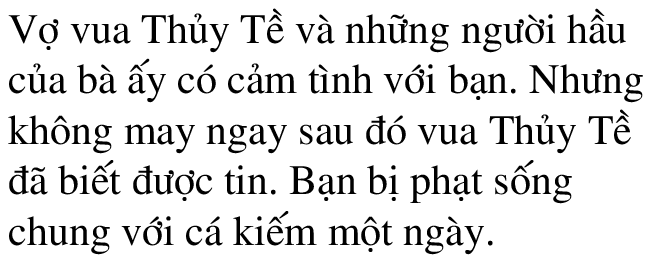 Vợ vua Thủy Tề và những người hầu
của bà ấy có cảm tình với bạn. Nhưng
không may ngay sau đó vua Thủy Tề
đã biết được tin. Bạn bị phạt sống
chung với cá kiếm một ngày.